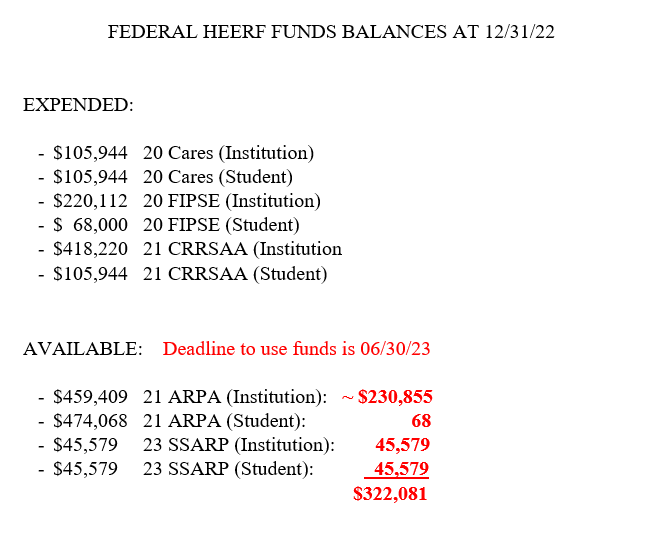 FEDERAL HEERF FUNDS BALANCES AT 12/31/22
EXPENDED:
- $105,944 20 Cares (Institution)
- $105,944 20 Cares (Student)
- $220,112 20 FIPSE (Institution)
- $ 68,000 20 FIPSE (Student)
- $418,220 21 CRRSAA (Institution
- $105,944 21 CRRSAA (Student)
AVAILABLE: Deadline to use funds is 06/30/23
- $459,409 21 ARPA (Institution): ~ $230,855
- $474,068 21 ARPA (Student): 68
- $45,579 23 SSARP (Institution): 45,579
- $45,579 23 SSARP (Student): 45,579
$322,081